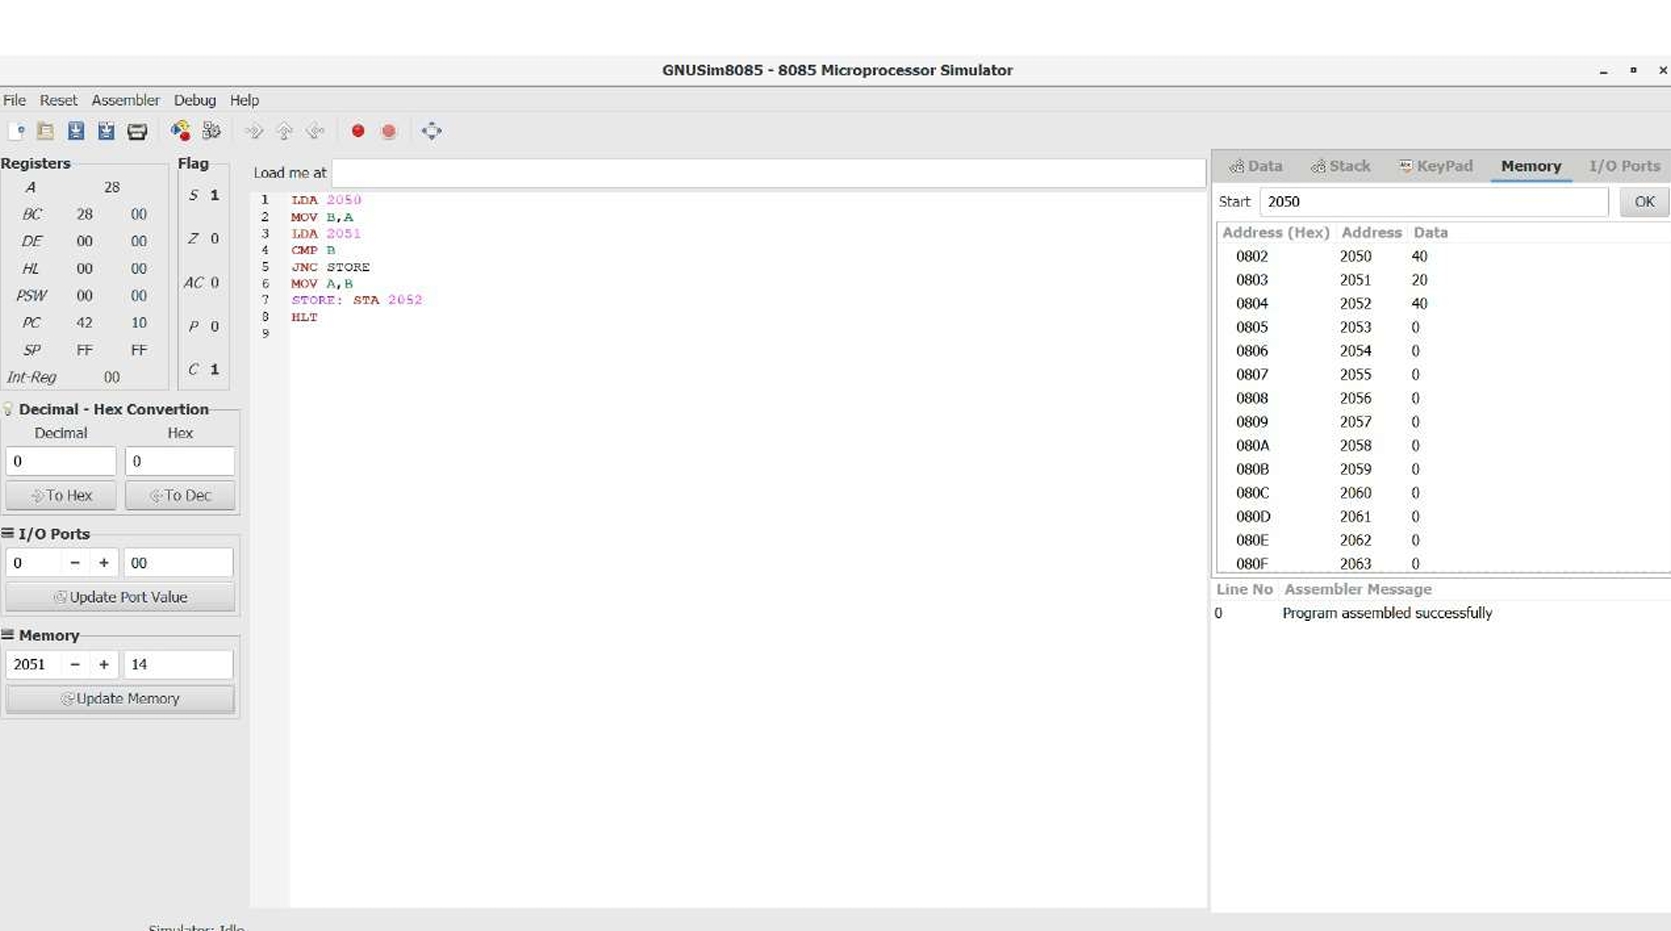 GNUSim8085 - 8085 Microprocessor Simulator
File Reset Assembler Debug Help
Registers
A 28
BC 28 00
DE 00 00
HL 00 00
PSW 00 00
PC 42 10
SP FF FF
Int-Reg 00
Flag
S 1
Z 0
AC 0
P 0
C 1
Decimal - Hex Convertion
Decimal Hex
0 0
To Hex To Dec
I/O Ports
0 - + 00
Update Port Value
Memory
2051 - + 14
Update Memory
Load me at
1 LDA 2050
2 MOV B,A
3 LDA 2051
4 CMP B
5 JNC STORE
6 MOV A,B
7 STORE: STA 2052
8 HLT
9
Data Stack KeyPad Memory I/O Ports
Start 2050 OK
Address (Hex) Address Data
0802 2050 40
0803 2051 20
0804 2052 40
0805 2053 0
0806 2054 0
0807 2055 0
0808 2056 0
0809 2057 0
080A 2058 0
080B 2059 0
080C 2060 0
080D 2061 0
080E 2062 0
080F 2063 0
Line No Assembler Message
0 Program assembled successfully
Simulator: Idle